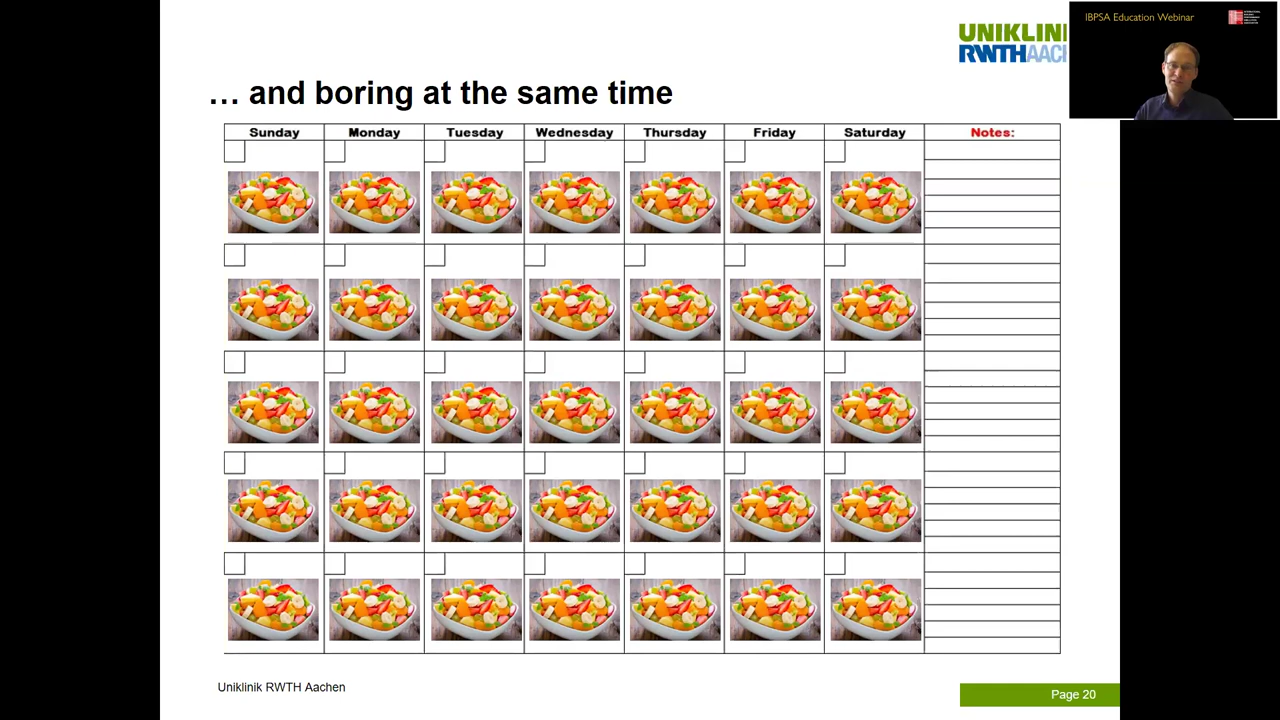 IBPSA Education Webinar
UNIKLINI
RWTHAAC
… and boring at the same time
Sunday Monday Tuesday Wednesday Thursday Friday Saturday Notes:
Uniklinik RWTH Aachen
Page 20